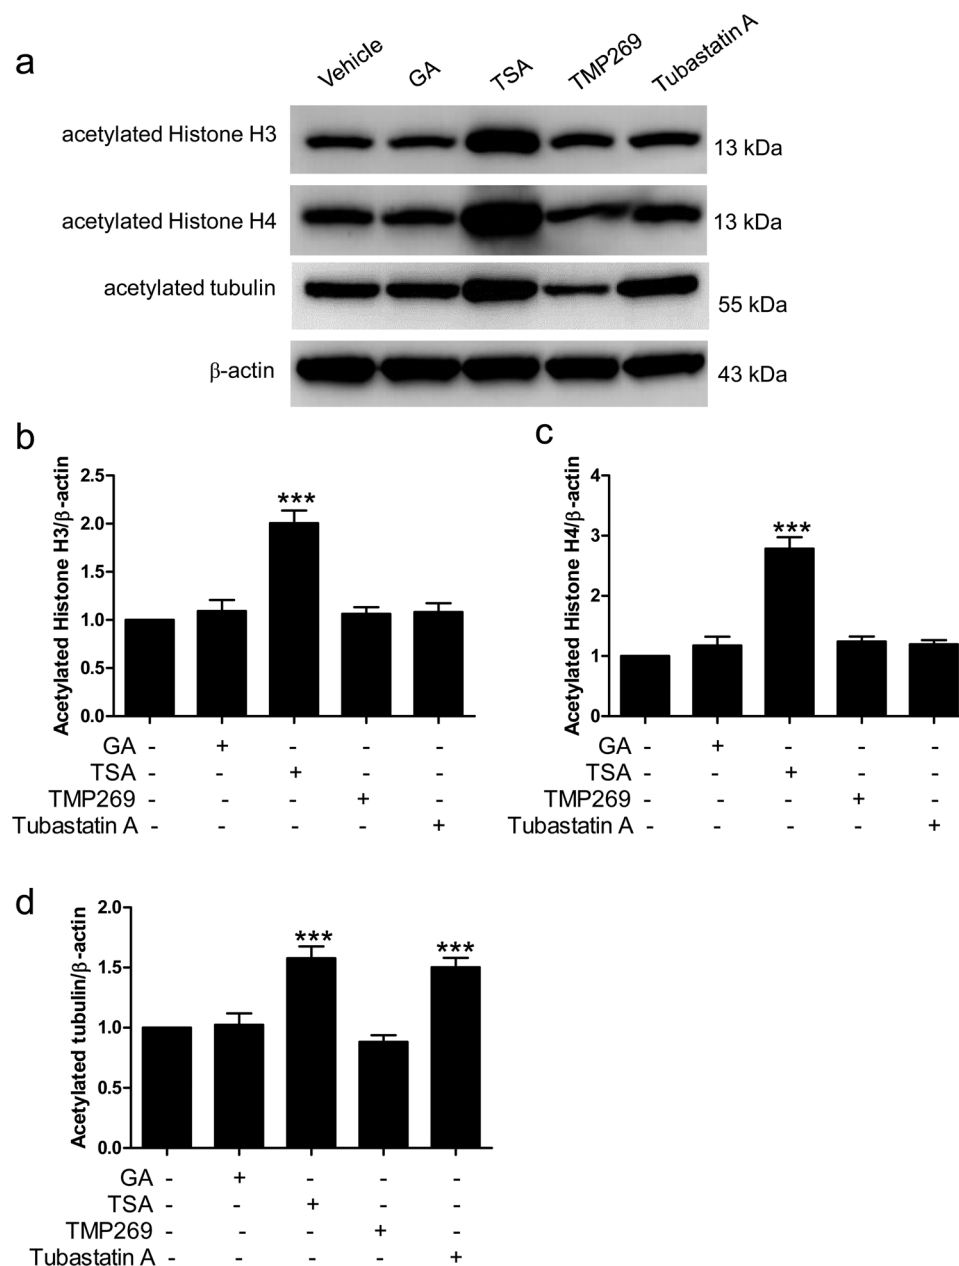 a
Vehicle GA TSA TMP269 Tubastatin A
acetylated Histone H3 13 kDa
acetylated Histone H4 13 kDa
acetylated tubulin 55 kDa
β-actin 43 kDa
b
Acetylated Histone H3/β-actin
2.5
2.0
1.5
1.0
0.5
0.0
***
GA - + - - -
TSA - - + - -
TMP269 - - - + -
Tubastatin A - - - - +
c
Acetylated Histone H4/β-actin
4
3
2
1
0
***
GA - + - - -
TSA - - + - -
TMP269 - - - + -
Tubastatin A - - - - +
d
Acetylated tubulin/β-actin
2.0
1.5
1.0
0.5
0.0
*** ***
GA - + - - -
TSA - - + - -
TMP269 - - - + -
Tubastatin A - - - - +